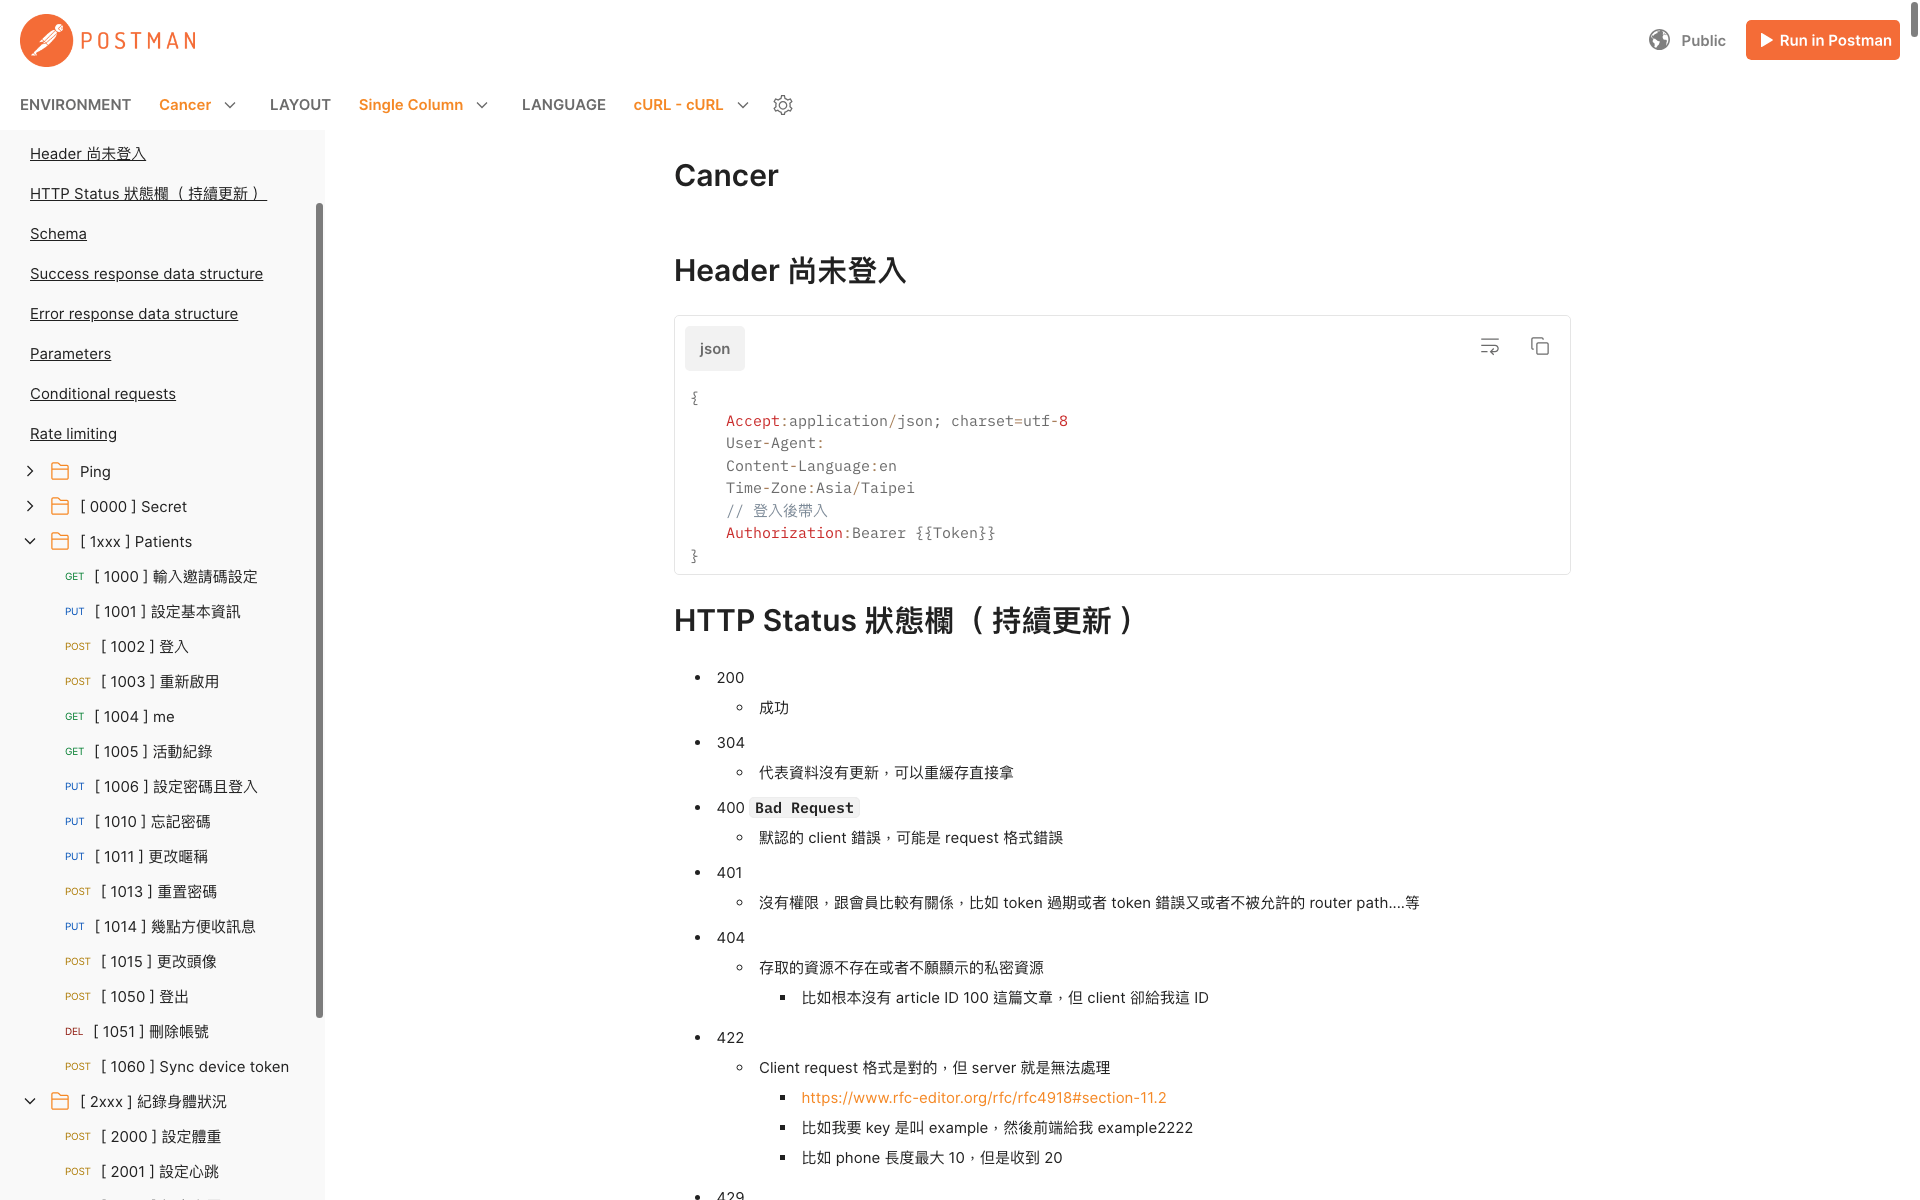 POSTMAN
Public
Run in Postman
ENVIRONMENT Cancer LAYOUT Single Column LANGUAGE cURL - cURL
Header 尚未登入
HTTP Status 狀態欄（ 持續更新 ）
Schema
Success response data structure
Error response data structure
Parameters
Conditional requests
Rate limiting
Ping
[ 0000 ] Secret
[ 1xxx ] Patients
GET [ 1000 ] 輸入邀請碼設定
PUT [ 1001 ] 設定基本資訊
POST [ 1002 ] 登入
POST [ 1003 ] 重新啟用
GET [ 1004 ] me
GET [ 1005 ] 活動紀錄
PUT [ 1006 ] 設定密碼且登入
PUT [ 1010 ] 忘記密碼
PUT [ 1011 ] 更改暱稱
POST [ 1013 ] 重置密碼
PUT [ 1014 ] 幾點方便收訊息
POST [ 1015 ] 更改頭像
POST [ 1050 ] 登出
DEL [ 1051 ] 刪除帳號
POST [ 1060 ] Sync device token
[ 2xxx ] 紀錄身體狀況
POST [ 2000 ] 設定體重
POST [ 2001 ] 設定心跳
Cancer
Header 尚未登入
json
{
Accept:application/json; charset=utf-8
User-Agent:
Content-Language:en
Time-Zone:Asia/Taipei
// 登入後帶入
Authorization:Bearer {{Token}}
}
HTTP Status 狀態欄（ 持續更新 ）
200
成功
304
代表資料沒有更新，可以重緩存直接拿
400 Bad Request
默認的 client 錯誤，可能是 request 格式錯誤
401
沒有權限，跟會員比較有關係，比如 token 過期或者 token 錯誤又或者不被允許的 router path....等
404
存取的資源不存在或者不願顯示的私密資源
比如根本沒有 article ID 100 這篇文章，但 client 卻給我這 ID
422
Client request 格式是對的，但 server 就是無法處理
https://www.rfc-editor.org/rfc/rfc4918#section-11.2
比如我要 key 是叫 example，然後前端給我 example2222
比如 phone 長度最大 10，但是收到 20
429